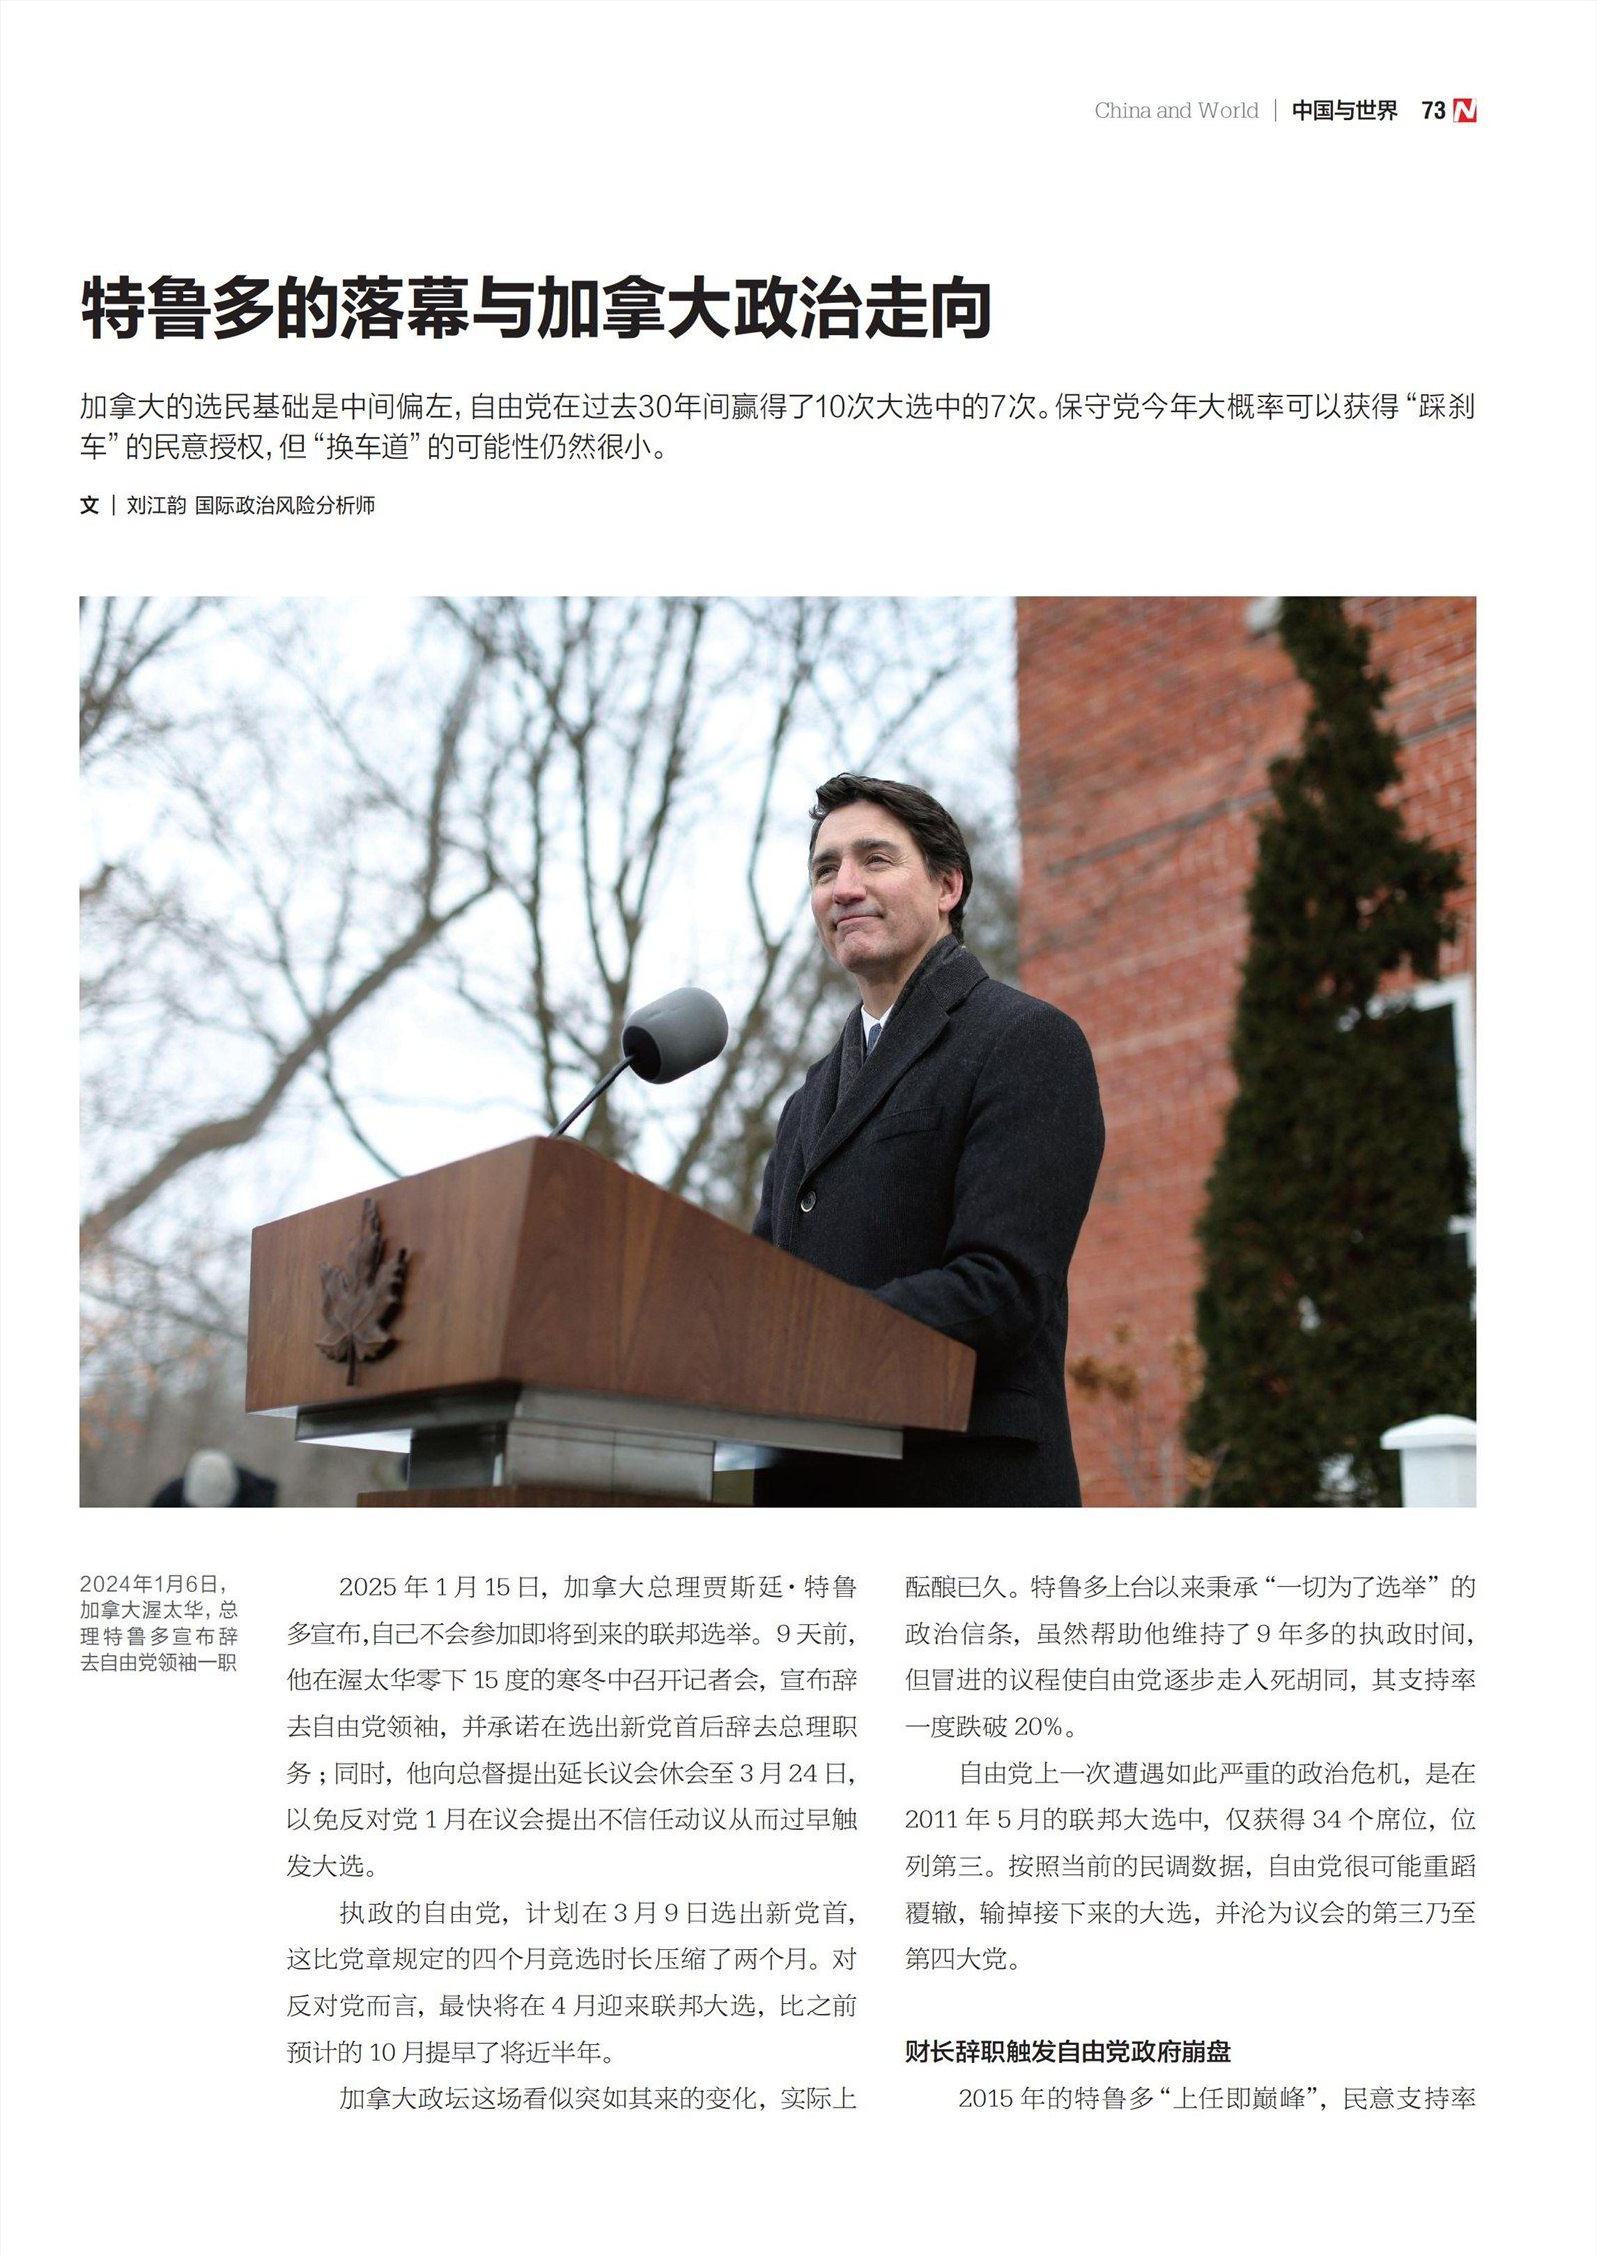 China and World | 中国与世界 73 N
特鲁多的落幕与加拿大政治走向
加拿大的选民基础是中间偏左，自由党在过去30年间赢得了10次大选中的7次。保守党今年大概率可以获得“踩刹
车”的民意授权，但“换车道”的可能性仍然很小。
文 | 刘江韵 国际政治风险分析师
2024年1月6日，
加拿大渥太华，总
理特鲁多宣布辞
去自由党领袖一职
2025 年 1 月 15 日，加拿大总理贾斯廷·特鲁
多宣布，自己不会参加即将到来的联邦选举。9 天前，
他在渥太华零下 15 度的寒冬中召开记者会，宣布辞
去自由党领袖，并承诺在选出新党首后辞去总理职
务；同时，他向总督提出延长议会休会至 3 月 24 日，
以免反对党 1 月在议会提出不信任动议从而过早触
发大选。
执政的自由党，计划在 3 月 9 日选出新党首，
这比党章规定的四个月竞选时长压缩了两个月。对
反对党而言，最快将在 4 月迎来联邦大选，比之前
预计的 10 月提早了将近半年。
加拿大政坛这场看似突如其来的变化，实际上
酝酿已久。特鲁多上台以来秉承“一切为了选举”的
政治信条，虽然帮助他维持了 9 年多的执政时间，
但冒进的议程使自由党逐步走入死胡同，其支持率
一度跌破 20%。
自由党上一次遭遇如此严重的政治危机，是在
2011 年 5 月的联邦大选中，仅获得 34 个席位，位
列第三。按照当前的民调数据，自由党很可能重蹈
覆辙，输掉接下来的大选，并沦为议会的第三乃至
第四大党。
财长辞职触发自由党政府崩盘
2015 年的特鲁多“上任即巅峰”，民意支持率